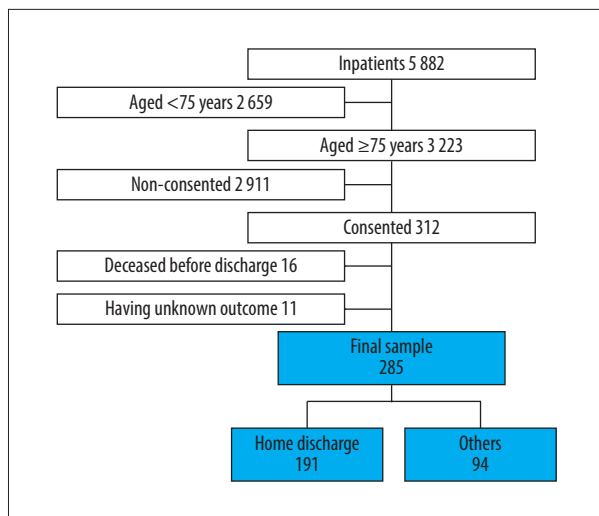 Inpatients 5 882
Aged <75 years 2 659
Aged ≥75 years 3 223
Non-consented 2 911
Consented 312
Deceased before discharge 16
Having unknown outcome 11
Final sample
285
Home discharge
191
Others
94